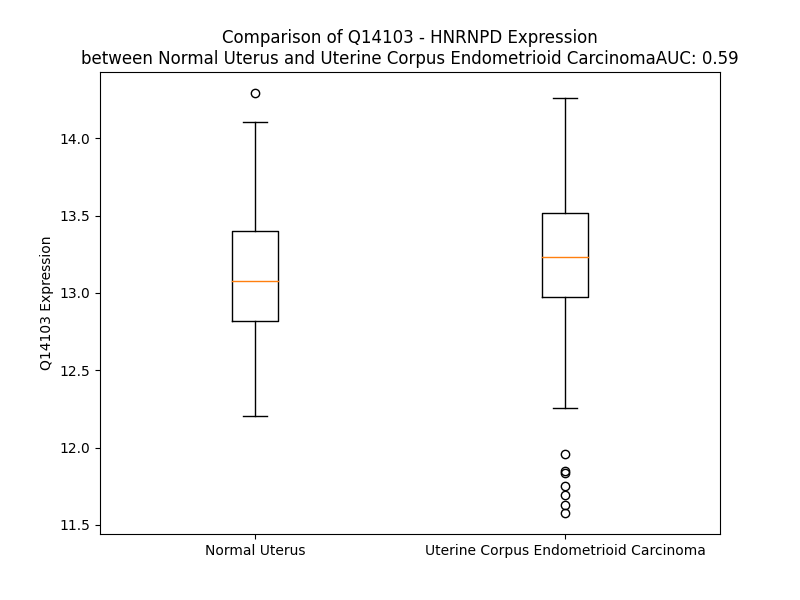 Comparison of Q14103 - HNRNPD Expression
between Normal Uterus and Uterine Corpus Endometrioid CarcinomaAUC: 0.59
Q14103 Expression
14.0
13.5
13.0
12.5
12.0
11.5
Normal Uterus
Uterine Corpus Endometrioid Carcinoma